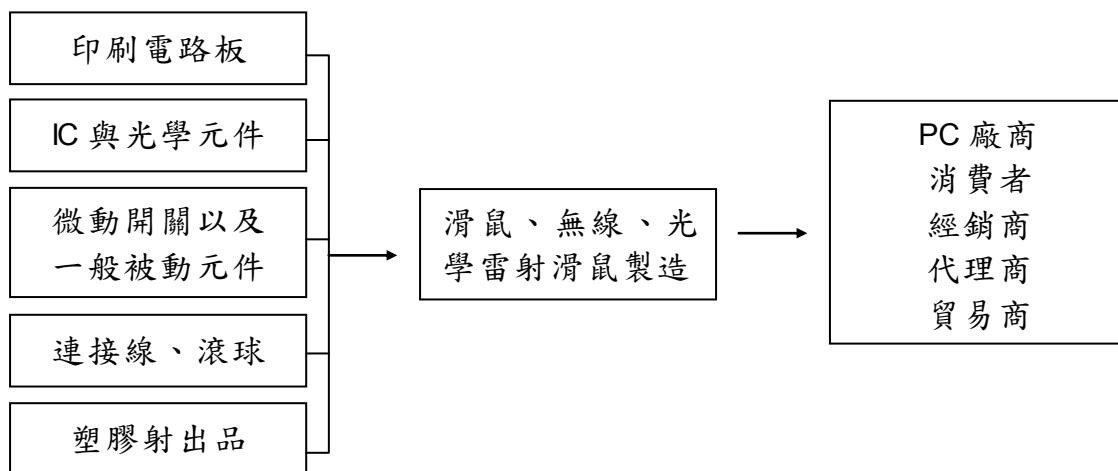 印刷電路板
IC 與光學元件
微動開關以及
一般被動元件
連接線、滾球
塑膠射出品
滑鼠、無線、光
學雷射滑鼠製造
PC 廠商
消費者
經銷商
代理商
貿易商